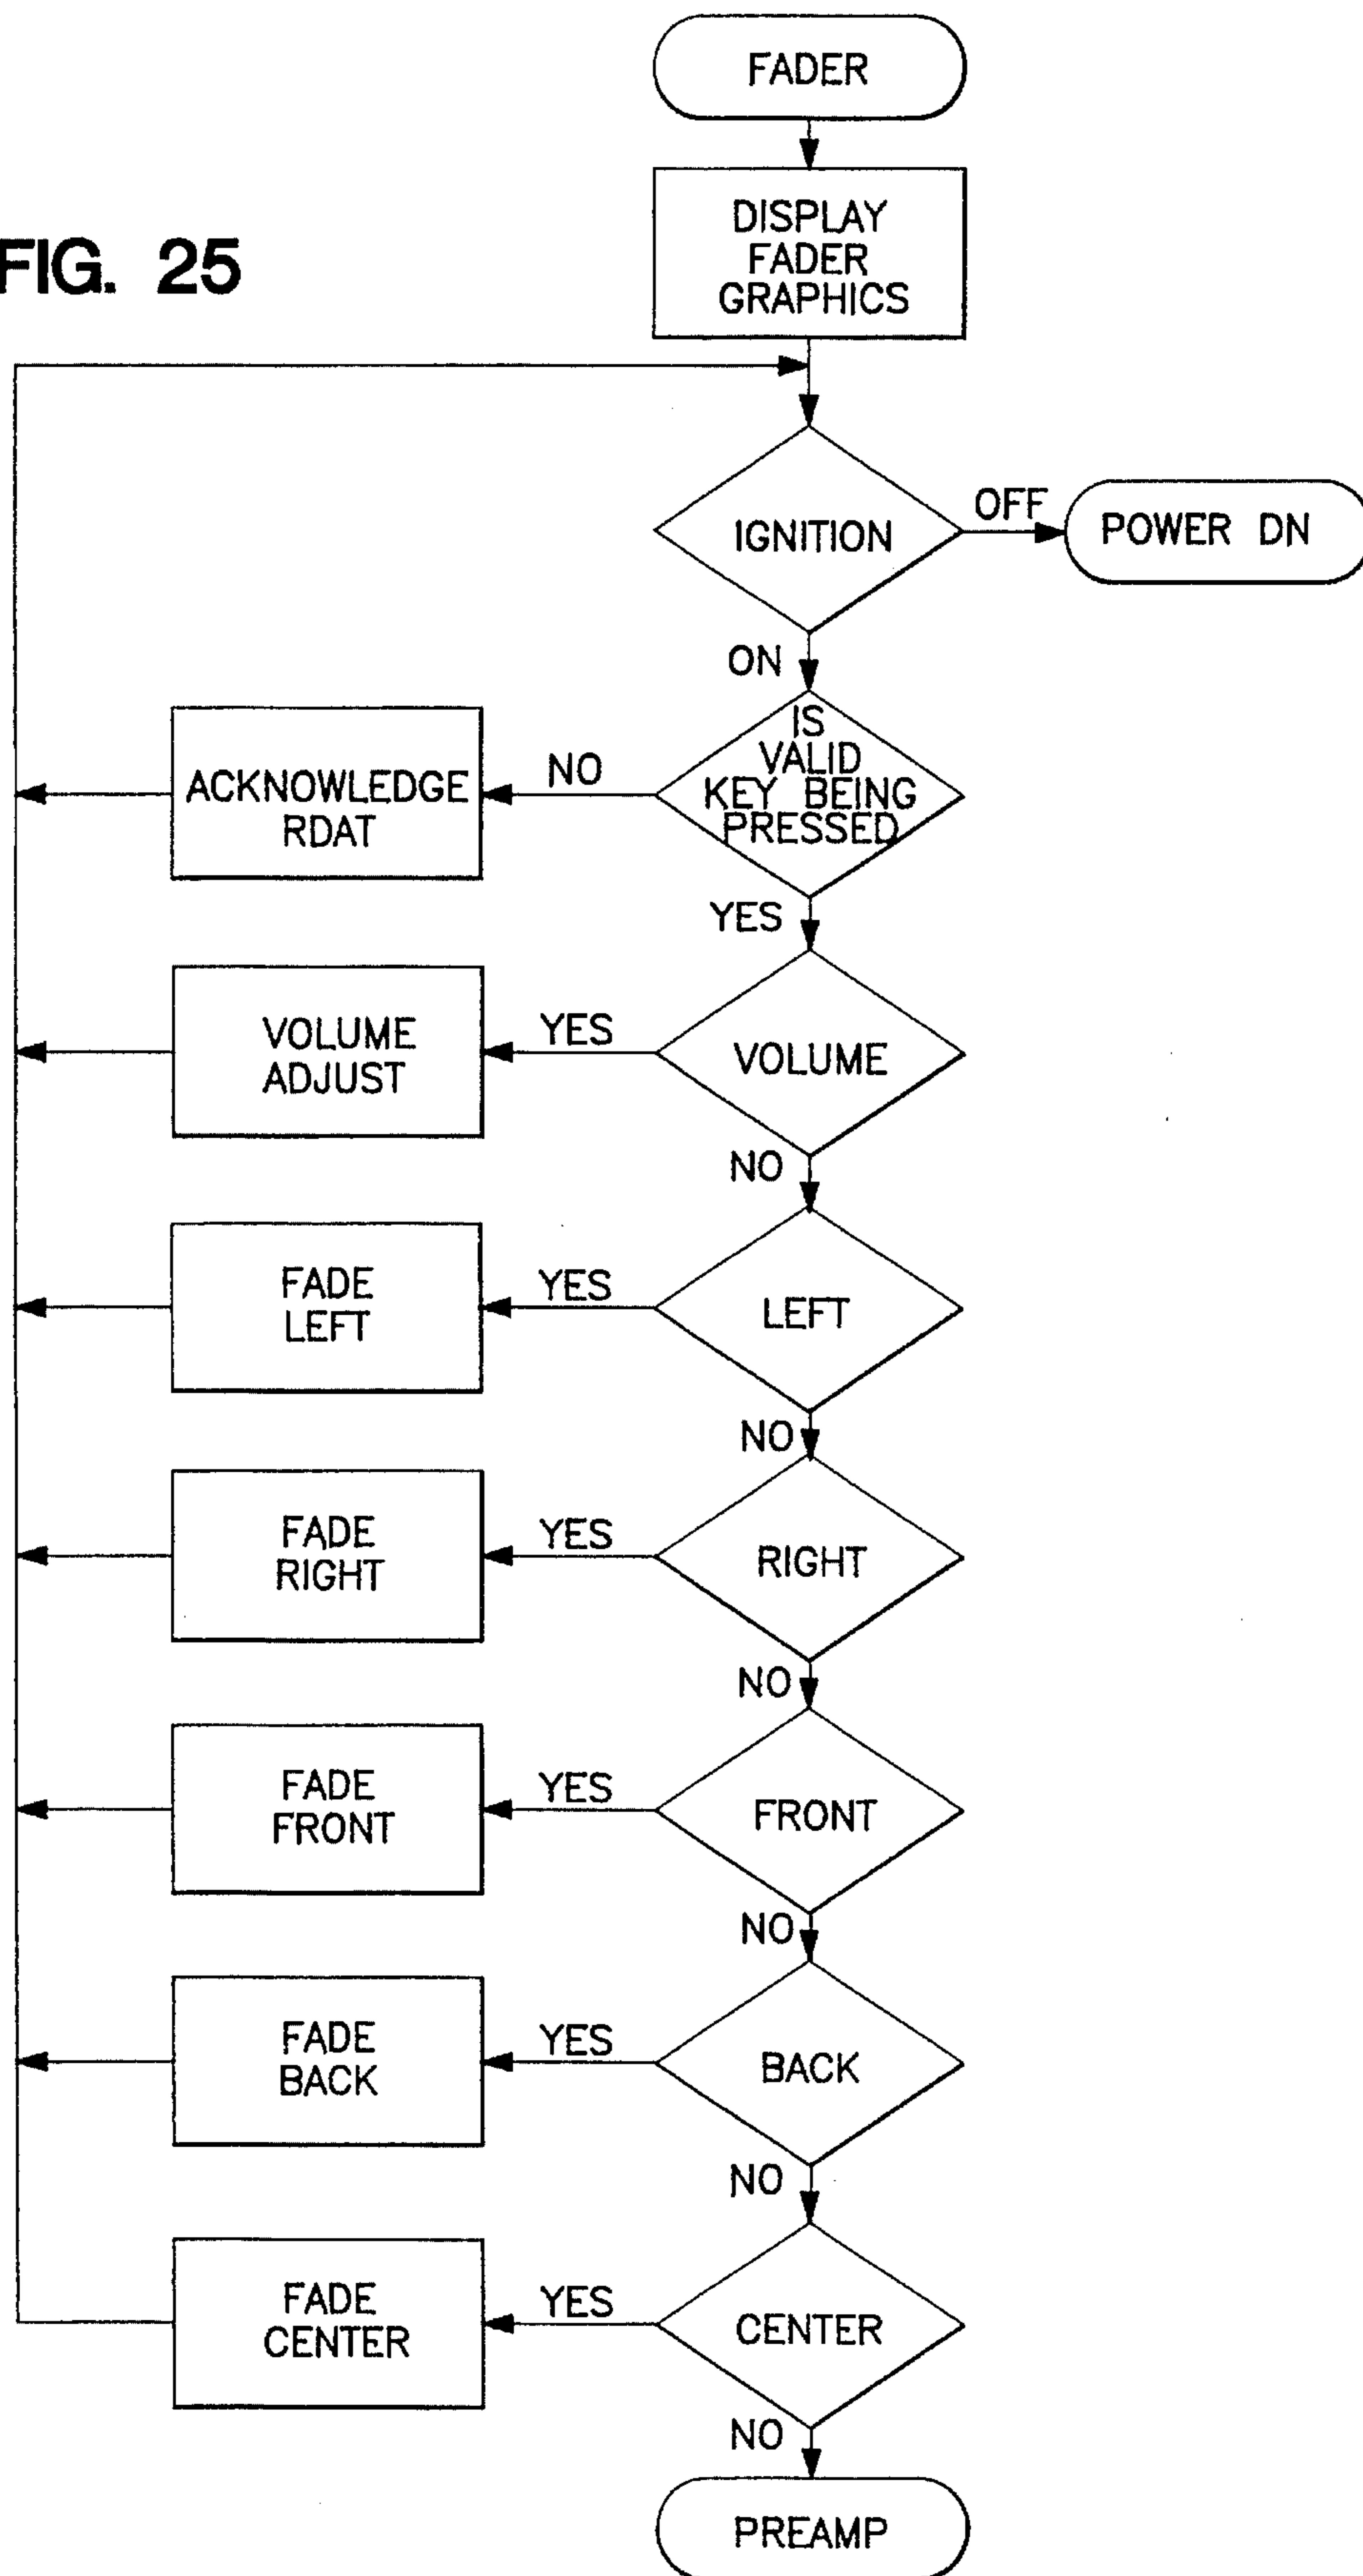 FADER
DISPLAY
FADER
GRAPHICS
FIG. 25
IGNITION
OFF
POWER DN
ON
IS
VALID
KEY BEING
PRESSED
NO
ACKNOWLEDGE
RDAT
YES
VOLUME
YES
VOLUME
ADJUST
NO
LEFT
YES
FADE
LEFT
NO
RIGHT
YES
FADE
RIGHT
NO
FRONT
YES
FADE
FRONT
NO
BACK
YES
FADE
BACK
NO
CENTER
YES
FADE
CENTER
NO
PREAMP